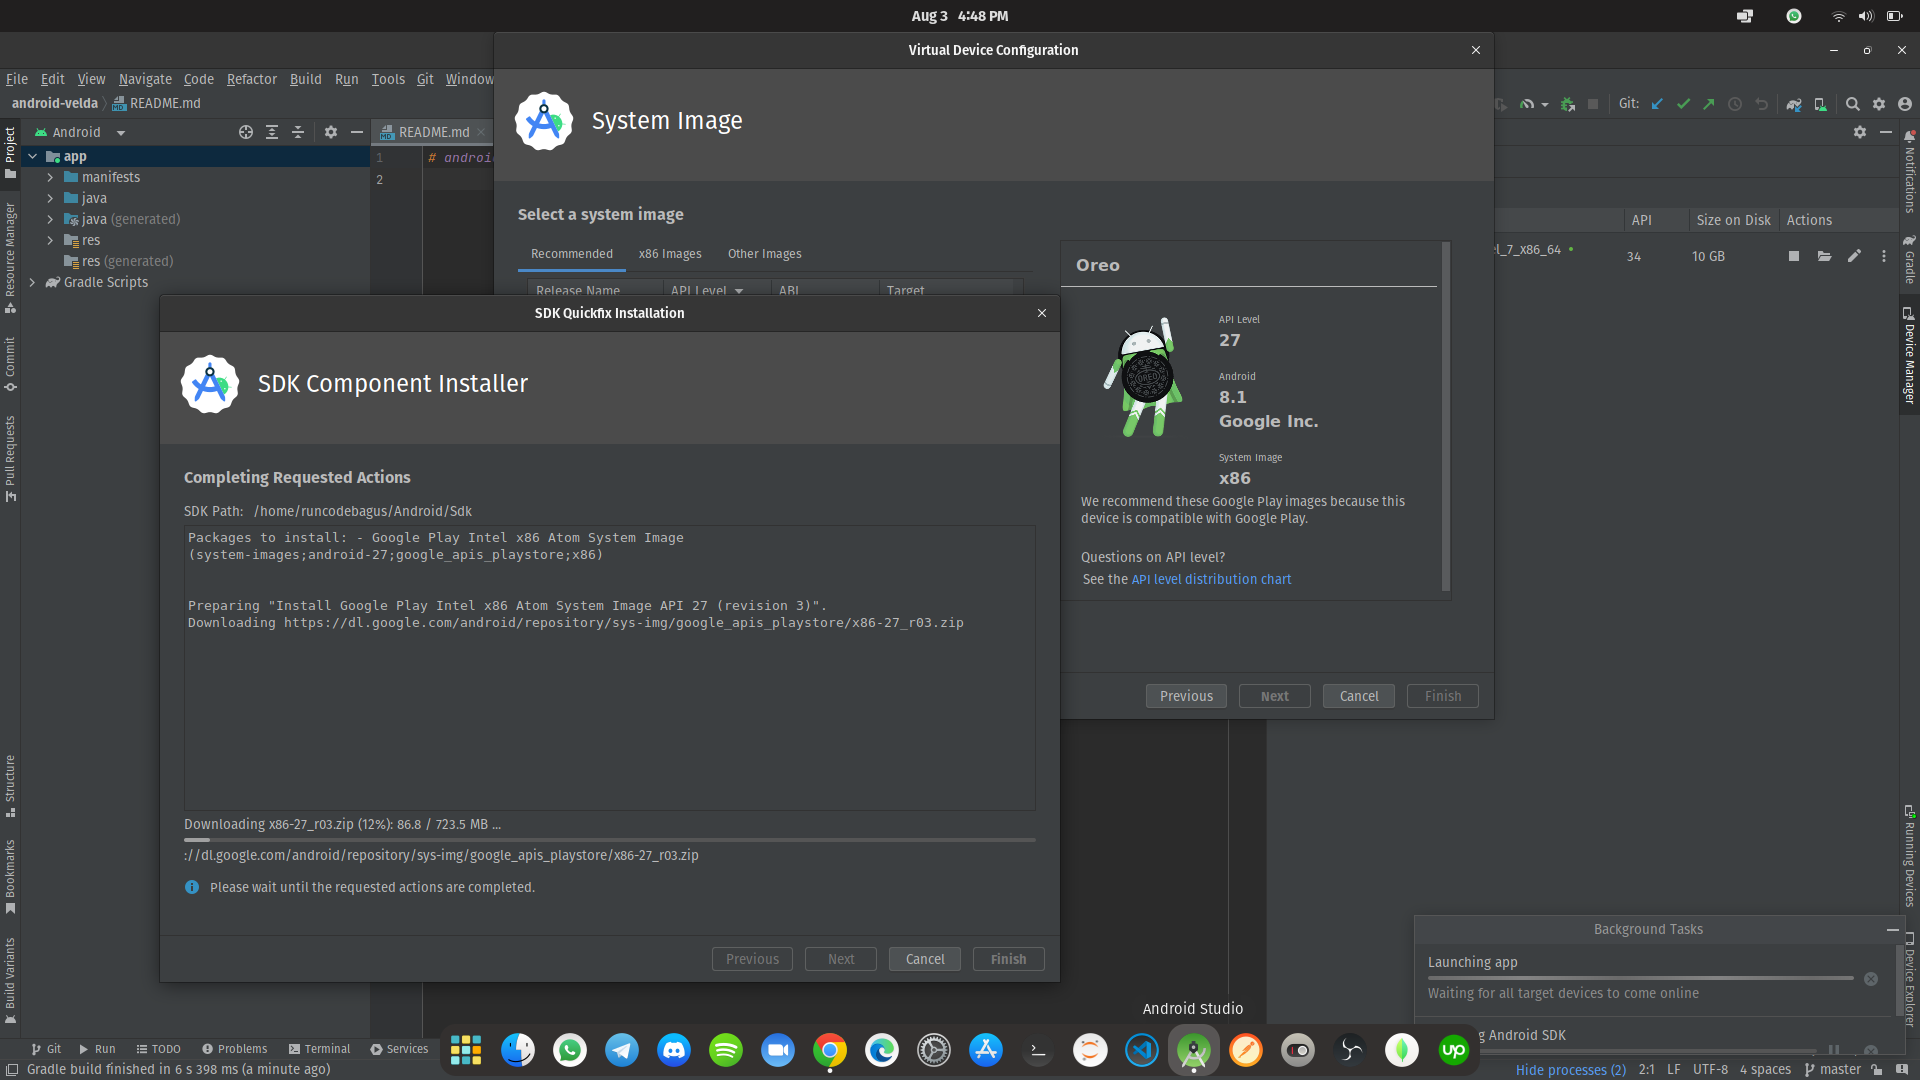 Aug 3 4:48 PM
Virtual Device Configuration
File Edit View Navigate Code Refactor Build Run Tools Git Window
android-velda
README.md
Git:
Android
README.md
System Image
app
1
# android
manifests
2
java
java (generated)
res
res (generated)
Gradle Scripts
Select a system image
Recommended x86 Images Other Images
Release Name API Level ABI Target
API Size on Disk Actions
l_7_x86_64
34 10 GB
Oreo
API Level
27
Android
8.1
Google Inc.
System Image
x86
We recommend these Google Play images because this
device is compatible with Google Play.
Questions on API level?
See the API level distribution chart
Previous Next Cancel Finish
SDK Quickfix Installation
SDK Component Installer
Completing Requested Actions
SDK Path: /home/runcodebagus/Android/Sdk
Packages to install: - Google Play Intel x86 Atom System Image
(system-images;android-27;google_apis_playstore;x86)
Preparing "Install Google Play Intel x86 Atom System Image API 27 (revision 3)".
Downloading https://dl.google.com/android/repository/sys-img/google_apis_playstore/x86-27_r03.zip
Downloading x86-27_r03.zip (12%): 86.8 / 723.5 MB ...
://dl.google.com/android/repository/sys-img/google_apis_playstore/x86-27_r03.zip
Please wait until the requested actions are completed.
Previous Next Cancel Finish
Project
Resource Manager
Commit
Pull Requests
Structure
Bookmarks
Build Variants
Notifications
Gradle
Device Manager
Running Devices
Device Explorer
Background Tasks
Launching app
Waiting for all target devices to come online
g Android SDK
Android Studio
up
Git Run TODO Problems Terminal Services
Gradle build finished in 6 s 398 ms (a minute ago)
Hide processes (2) 2:1 LF UTF-8 4 spaces master